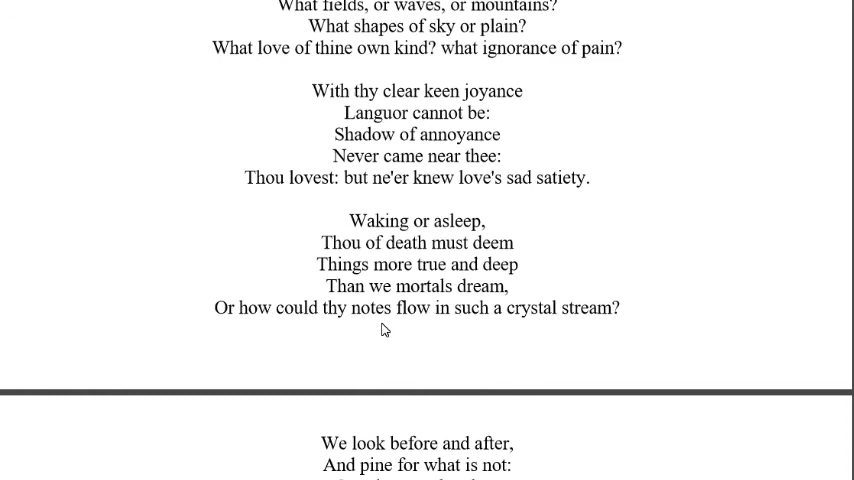 What fields, or waves, or mountains?
What shapes of sky or plain?
What love of thine own kind? what ignorance of pain?
With thy clear keen joyance
Languor cannot be:
Shadow of annoyance
Never came near thee:
Thou lovest: but ne'er knew love's sad satiety.
Waking or asleep,
Thou of death must deem
Things more true and deep
Than we mortals dream,
Or how could thy notes flow in such a crystal stream?
We look before and after,
And pine for what is not: